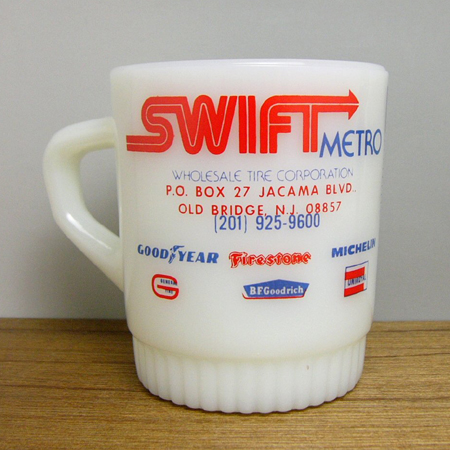 SWIFT
METRO
WHOLESALE TIRE CORPORATION
P.O. BOX 27 JACAMA BLVD..
OLD BRIDGE, N.J. 08857
(201) 925-9600
GOODYEAR Firestone MICHELIN
BFGoodrich UNIROYAL